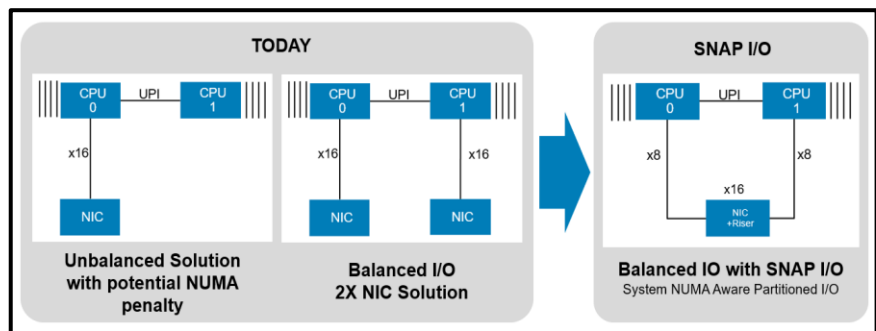 TODAY
CPU
0
UPI
CPU
1
x16
NIC
Unbalanced Solution
with potential NUMA
penalty
CPU
0
UPI
CPU
1
x16
x16
NIC
NIC
Balanced I/O
2X NIC Solution
SNAP I/O
CPU
0
UPI
CPU
1
x8
x8
x16
NIC
+Riser
Balanced IO with SNAP I/O
System NUMA Aware Partitioned I/O